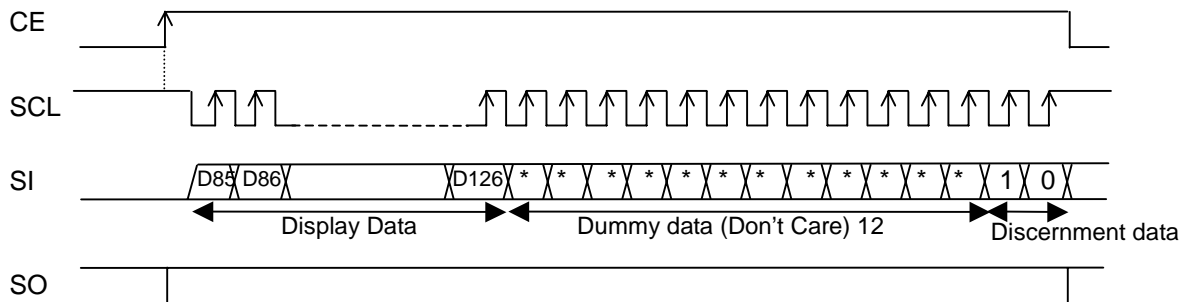 CE
SCL
SI
D85 D86 D126 * * * * * * * * * * * * 1 0
Display Data Dummy data (Don't Care) 12 Discernment data
SO